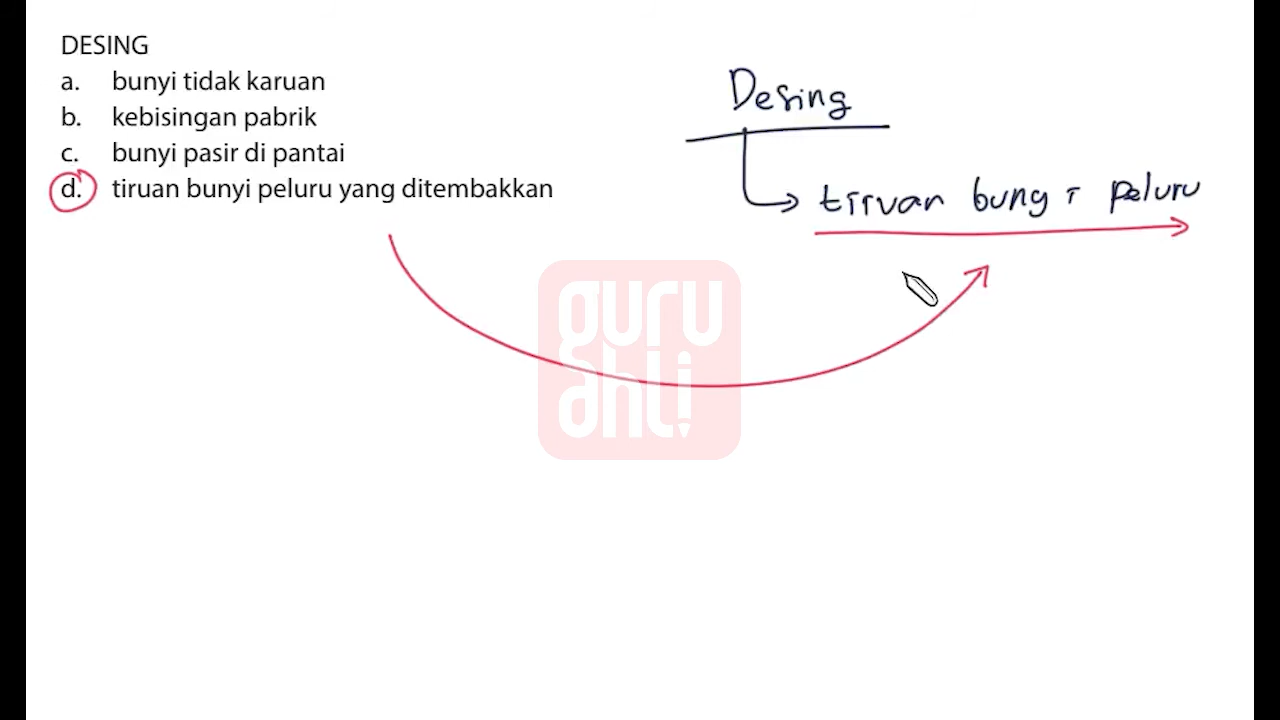 DESING
a. bunyi tidak karuan
b. kebisingan pabrik
c. bunyi pasir di pantai
d. tiruan bunyi peluru yang ditembakkan
Desing
tiruan bunyi peluru
guru
ahli